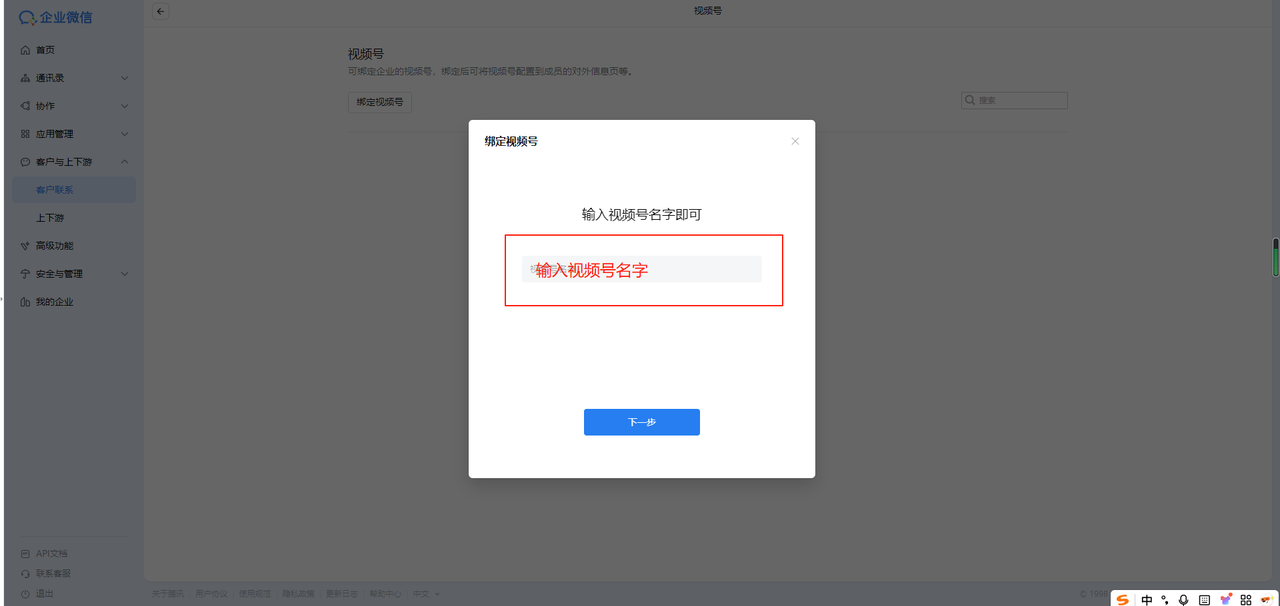 企业微信
视频号
首页
通讯录
协作
应用管理
客户与上下游
客户联系
上下游
高级功能
安全与管理
我的企业
API文档
联系客服
退出
视频号
可绑定企业的视频号，绑定后可将视频号配置到成员的对外信息页等。
绑定视频号
搜索
绑定视频号
输入视频号名字即可
输入视频号名字
下一步
关于腾讯 用户协议 使用规范 隐私政策 更新日志 帮助中心 中文
© 1998
中